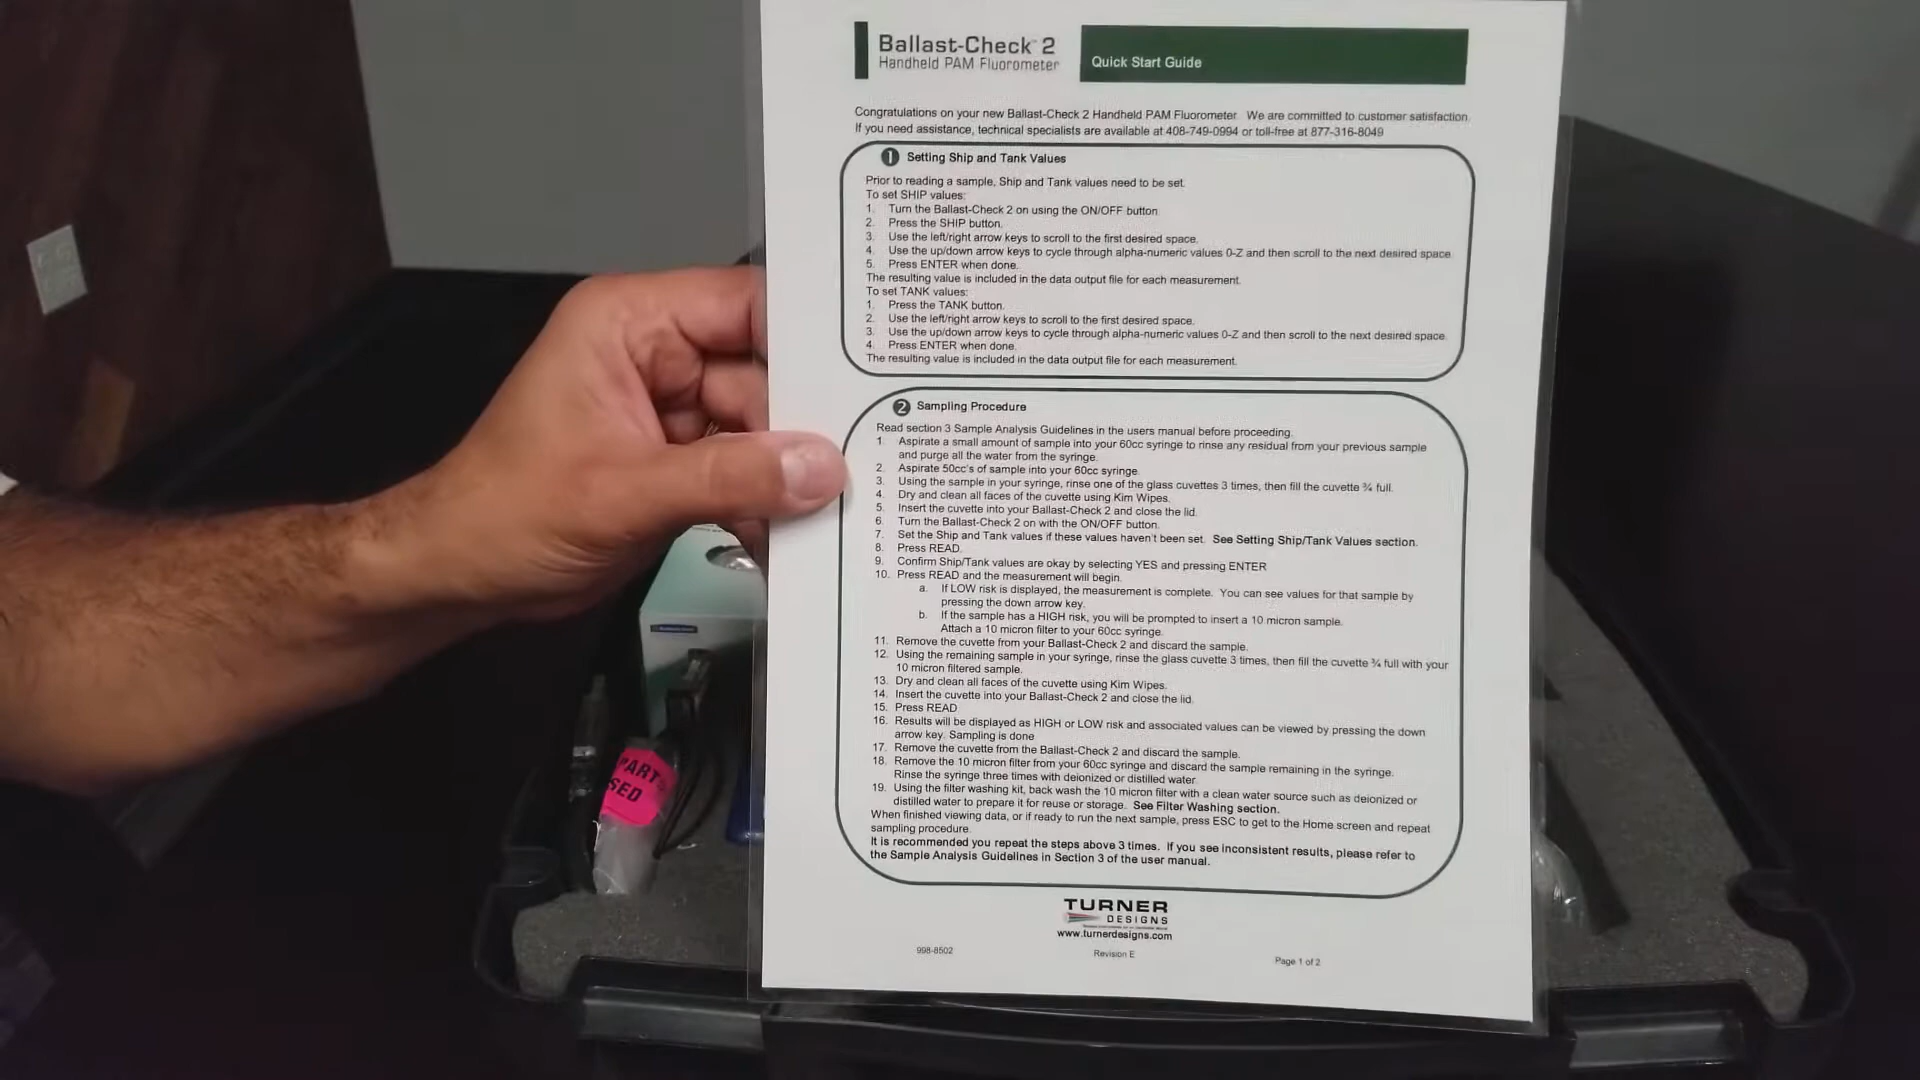 Ballast-Check™ 2
Handheld PAM Fluorometer
Quick Start Guide
Congratulations on your new Ballast-Check 2 Handheld PAM Fluorometer. We are committed to customer satisfaction.
If you need assistance, technical specialists are available at 408-749-0994 or toll-free at 877-316-8049
1 Setting Ship and Tank Values
Prior to reading a sample, Ship and Tank values need to be set.
To set SHIP values:
1. Turn the Ballast-Check 2 on using the ON/OFF button
2. Press the SHIP button.
3. Use the left/right arrow keys to scroll to the first desired space.
4. Use the up/down arrow keys to cycle through alpha-numeric values 0-Z and then scroll to the next desired space.
5. Press ENTER when done.
The resulting value is included in the data output file for each measurement.
To set TANK values:
1. Press the TANK button.
2. Use the left/right arrow keys to scroll to the first desired space.
3. Use the up/down arrow keys to cycle through alpha-numeric values 0-Z and then scroll to the next desired space.
4. Press ENTER when done.
The resulting value is included in the data output file for each measurement.
2 Sampling Procedure
Read section 3 Sample Analysis Guidelines in the users manual before proceeding.
1. Aspirate a small amount of sample into your 60cc syringe to rinse any residual from your previous sample
and purge all the water from the syringe.
2. Aspirate 50cc's of sample into your 60cc syringe
3. Using the sample in your syringe, rinse one of the glass cuvettes 3 times, then fill the cuvette ¾ full.
4. Dry and clean all faces of the cuvette using Kim Wipes.
5. Insert the cuvette into your Ballast-Check 2 and close the lid.
6. Turn the Ballast-Check 2 on with the ON/OFF button.
7. Set the Ship and Tank values if these values haven't been set. See Setting Ship/Tank Values section.
8. Press READ.
9. Confirm Ship/Tank values are okay by selecting YES and pressing ENTER
10. Press READ and the measurement will begin.
a. If LOW risk is displayed, the measurement is complete. You can see values for that sample by
pressing the down arrow key.
b. If the sample has a HIGH risk, you will be prompted to insert a 10 micron sample.
Attach a 10 micron filter to your 60cc syringe.
11. Remove the cuvette from your Ballast-Check 2 and discard the sample.
12. Using the remaining sample in your syringe, rinse the glass cuvette 3 times, then fill the cuvette ¾ full with your
10 micron filtered sample.
13. Dry and clean all faces of the cuvette using Kim Wipes.
14. Insert the cuvette into your Ballast-Check 2 and close the lid.
15. Press READ
16. Results will be displayed as HIGH or LOW risk and associated values can be viewed by pressing the down
arrow key. Sampling is done
17. Remove the cuvette from the Ballast-Check 2 and discard the sample.
18. Remove the 10 micron filter from your 60cc syringe and discard the sample remaining in the syringe.
Rinse the syringe three times with deionized or distilled water.
19. Using the filter washing kit, back wash the 10 micron filter with a clean water source such as deionized or
distilled water to prepare it for reuse or storage. See Filter Washing section.
When finished viewing data, or if ready to run the next sample, press ESC to get to the Home screen and repeat
sampling procedure.
It is recommended you repeat the steps above 3 times. If you see inconsistent results, please refer to
the Sample Analysis Guidelines in Section 3 of the user manual.
TURNER
DESIGNS
www.turnerdesigns.com
998-8502
Revision E
Page 1 of 2
PART
SED